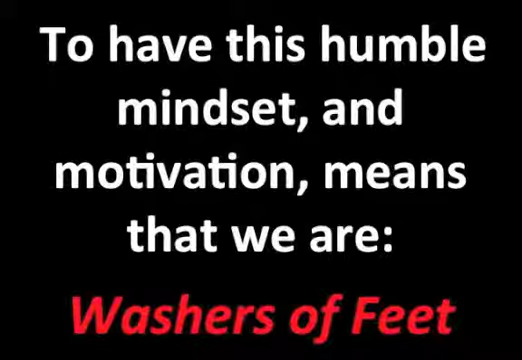 To have this humble
mindset, and
motivation, means
that we are:
Washers of Feet